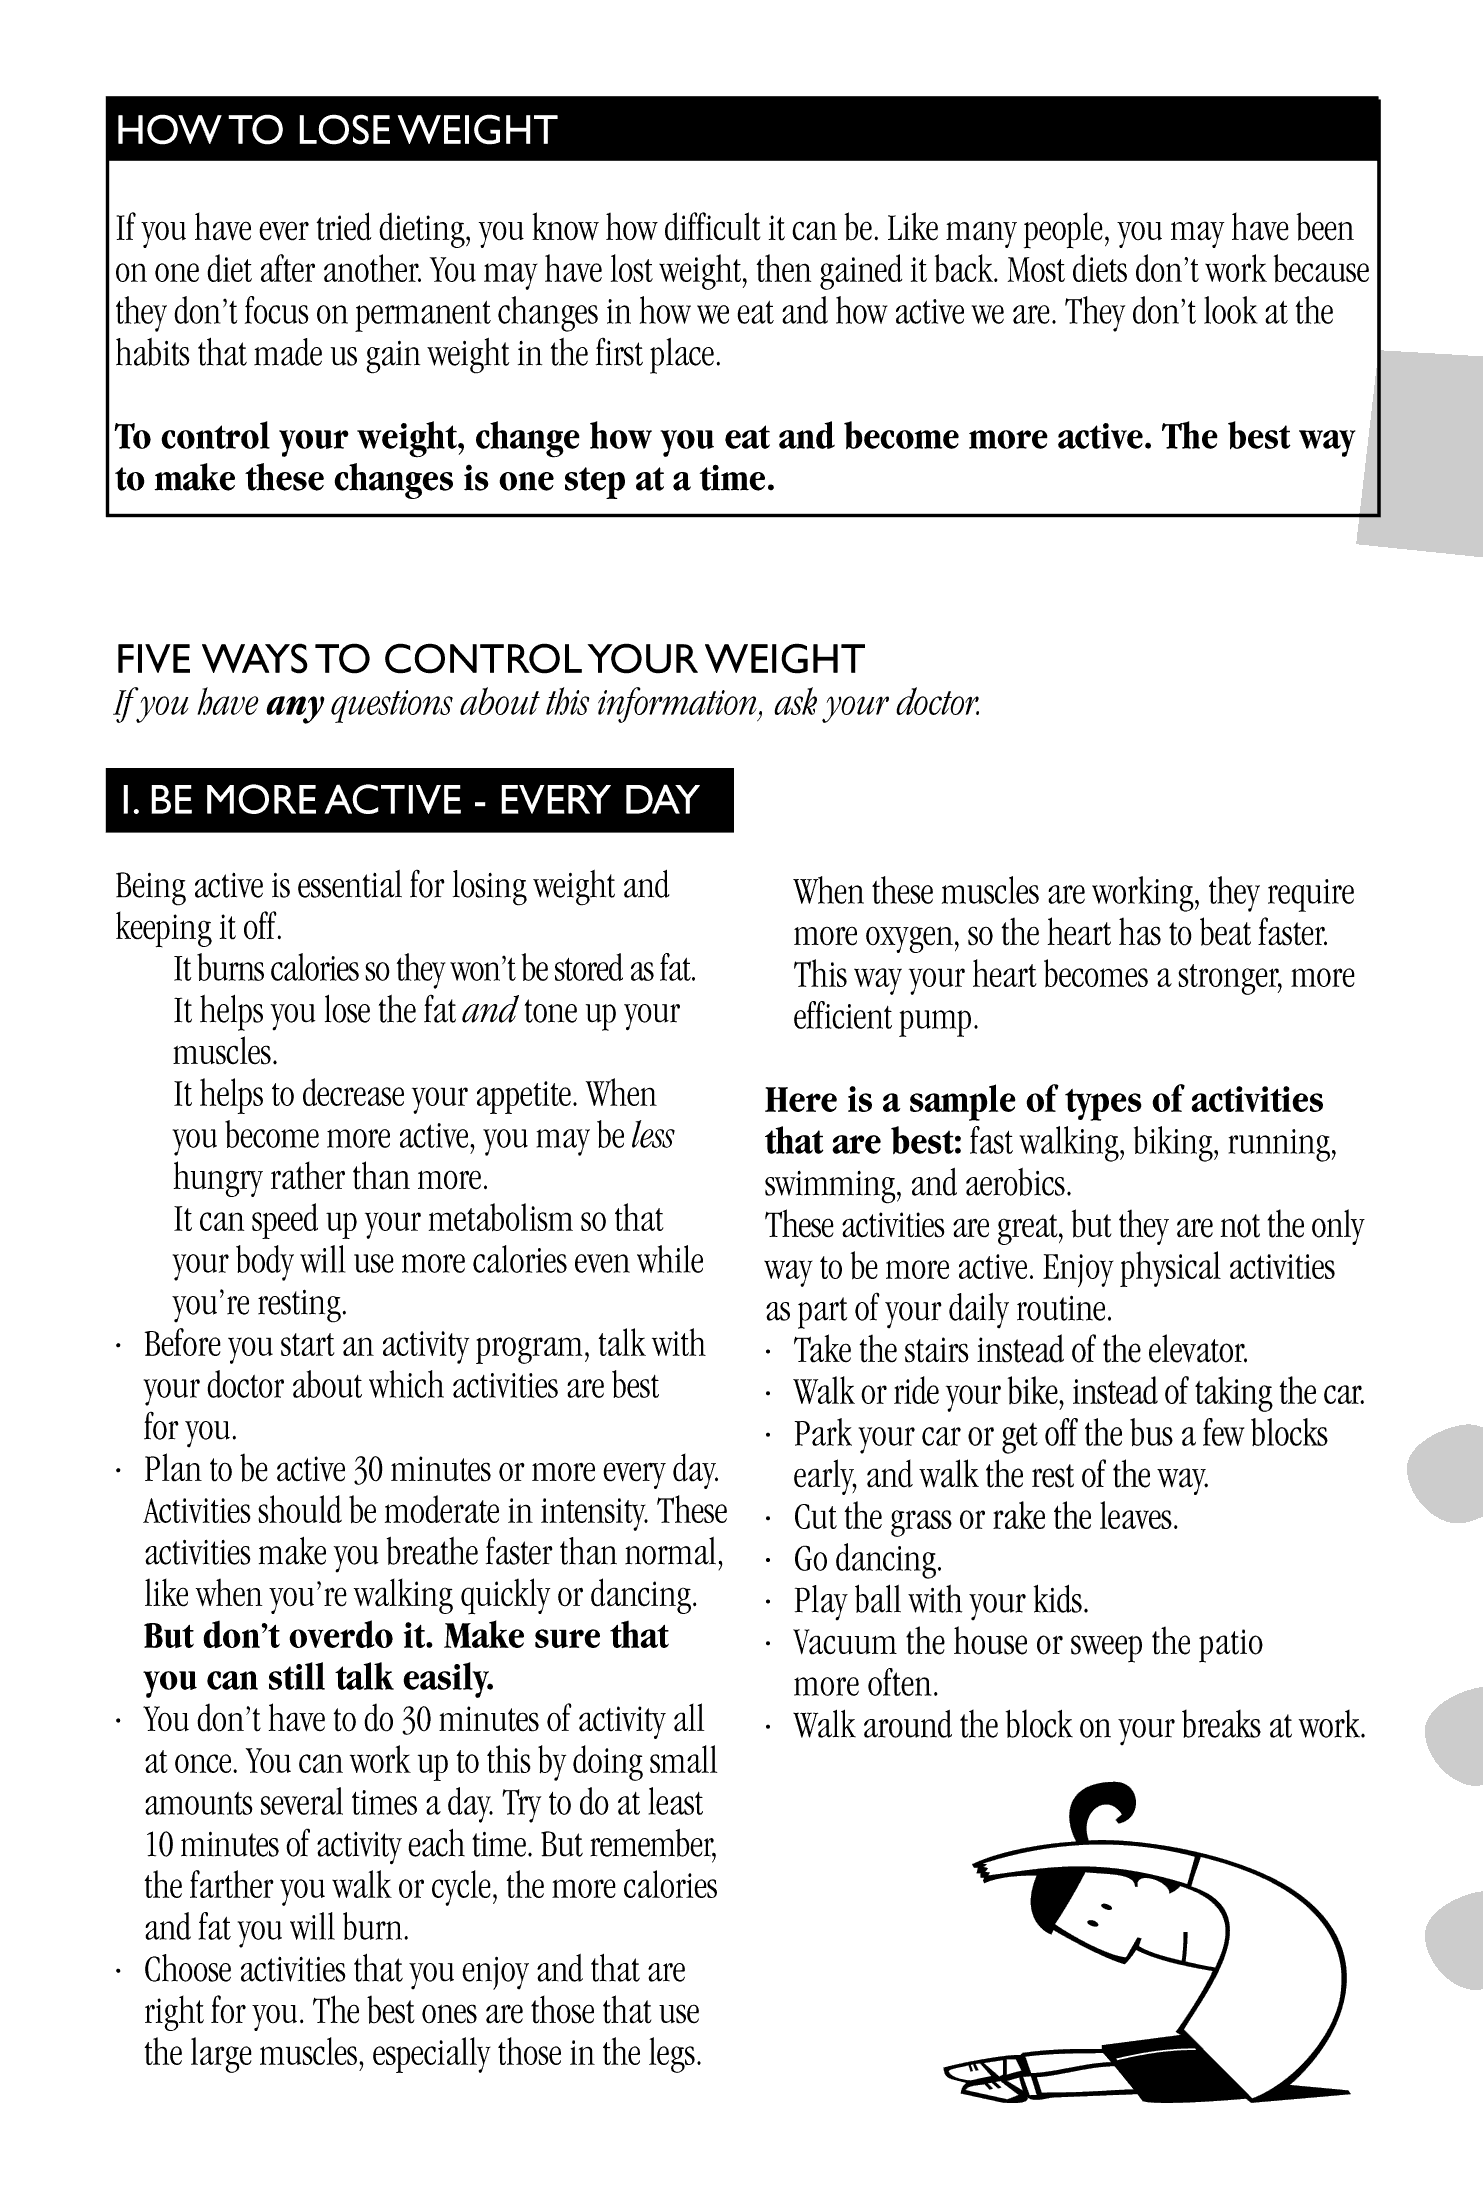 HOW TO LOSE WEIGHT
If you have ever tried dieting, you know how difficult it can be. Like many people, you may have been
on one diet after another. You may have lost weight, then gained it back. Most diets don’t work because
they don’t focus on permanent changes in how we eat and how active we are. They don’t look at the
habits that made us gain weight in the first place.
To control your weight, change how you eat and become more active. The best way
to make these changes is one step at a time.
FIVE WAYS TO CONTROL YOUR WEIGHT
If you have any questions about this information, ask your doctor.
1. BE MORE ACTIVE - EVERY DAY
Being active is essential for losing weight and
keeping it off.
It burns calories so they won’t be stored as fat.
It helps you lose the fat and tone up your
muscles.
It helps to decrease your appetite. When
you become more active, you may be less
hungry rather than more.
It can speed up your metabolism so that
your body will use more calories even while
you’re resting.
· Before you start an activity program, talk with
your doctor about which activities are best
for you.
· Plan to be active 30 minutes or more every day.
Activities should be moderate in intensity. These
activities make you breathe faster than normal,
like when you’re walking quickly or dancing.
But don’t overdo it. Make sure that
you can still talk easily.
· You don’t have to do 30 minutes of activity all
at once. You can work up to this by doing small
amounts several times a day. Try to do at least
10 minutes of activity each time. But remember,
the farther you walk or cycle, the more calories
and fat you will burn.
· Choose activities that you enjoy and that are
right for you. The best ones are those that use
the large muscles, especially those in the legs.
When these muscles are working, they require
more oxygen, so the heart has to beat faster.
This way your heart becomes a stronger, more
efficient pump.
Here is a sample of types of activities
that are best: fast walking, biking, running,
swimming, and aerobics.
These activities are great, but they are not the only
way to be more active. Enjoy physical activities
as part of your daily routine.
· Take the stairs instead of the elevator.
· Walk or ride your bike, instead of taking the car.
· Park your car or get off the bus a few blocks
early, and walk the rest of the way.
· Cut the grass or rake the leaves.
· Go dancing.
· Play ball with your kids.
· Vacuum the house or sweep the patio
more often.
· Walk around the block on your breaks at work.